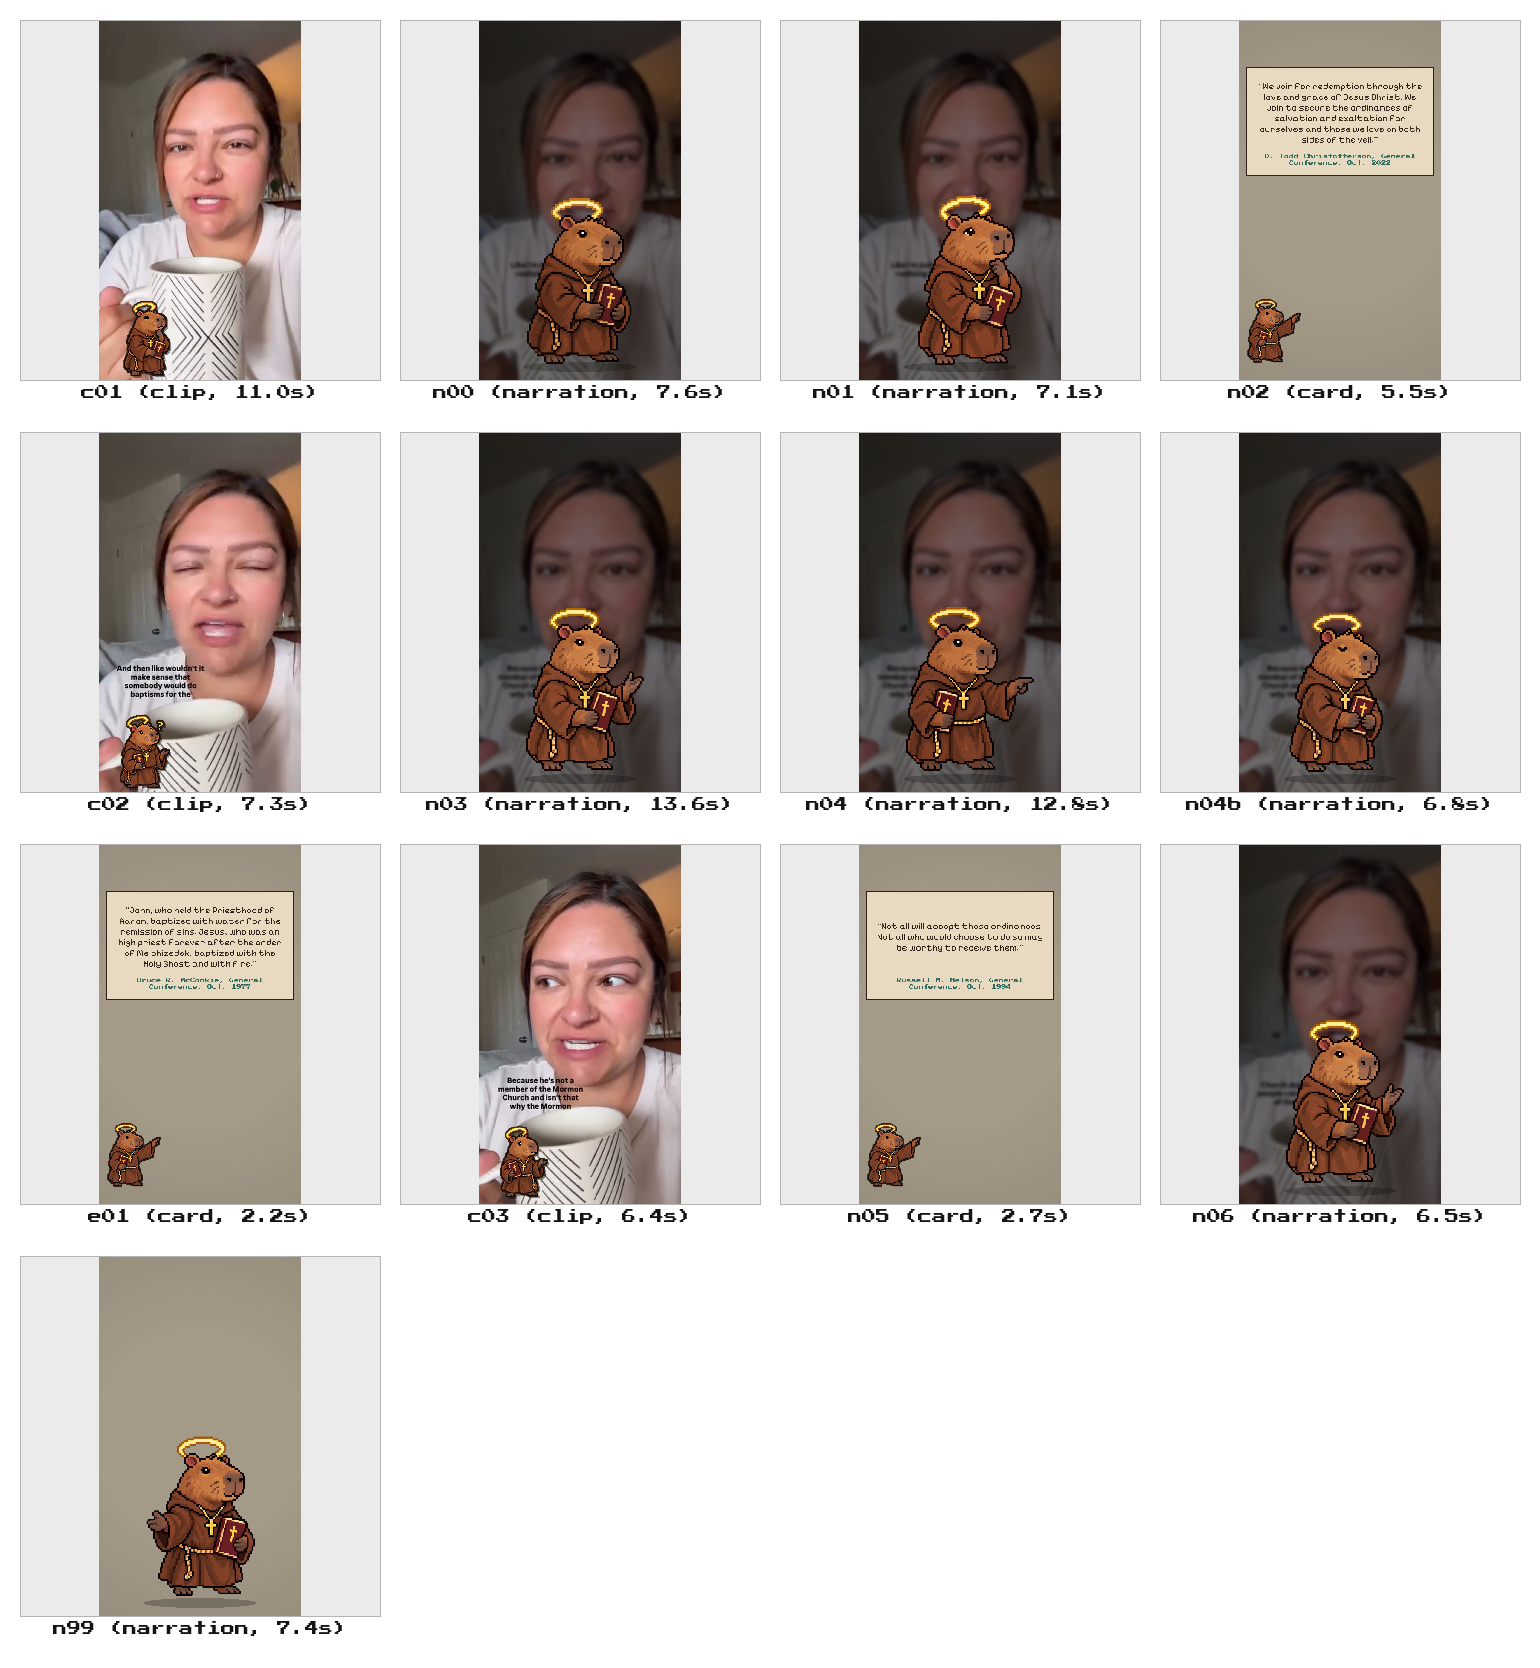 c01 (clip, 11.0s)
n00 (narration, 7.6s)
n01 (narration, 7.1s)
"We join for redemption through the
love and grace of Jesus Christ. We
join to secure the ordinances of
salvation and exaltation for
ourselves and those we love on both
sides of the veil."
D. Todd Christofferson, General
Conference, Oct. 2022
n02 (card, 5.5s)
And then like wouldn't it
make sense that
somebody would do
baptisms for the
c02 (clip, 7.3s)
n03 (narration, 13.6s)
n04 (narration, 12.8s)
n04b (narration, 6.8s)
"John, who held the Priesthood of
Aaron, baptized with water for the
remission of sins. Jesus, who was an
high priest forever after the order
of Melchizedek, baptized with the
Holy Ghost and with fire."
Bruce R. McConkie, General
Conference, Oct. 1977
e01 (card, 2.2s)
Because he's not a
member of the Mormon
Church and isn't that
why the Mormon
c03 (clip, 6.4s)
"Not all will accept those ordinances.
Not all who would choose to do so may
be worthy to receive them."
Russell M. Nelson, General
Conference, Oct. 1994
n05 (card, 2.7s)
n06 (narration, 6.5s)
n99 (narration, 7.4s)